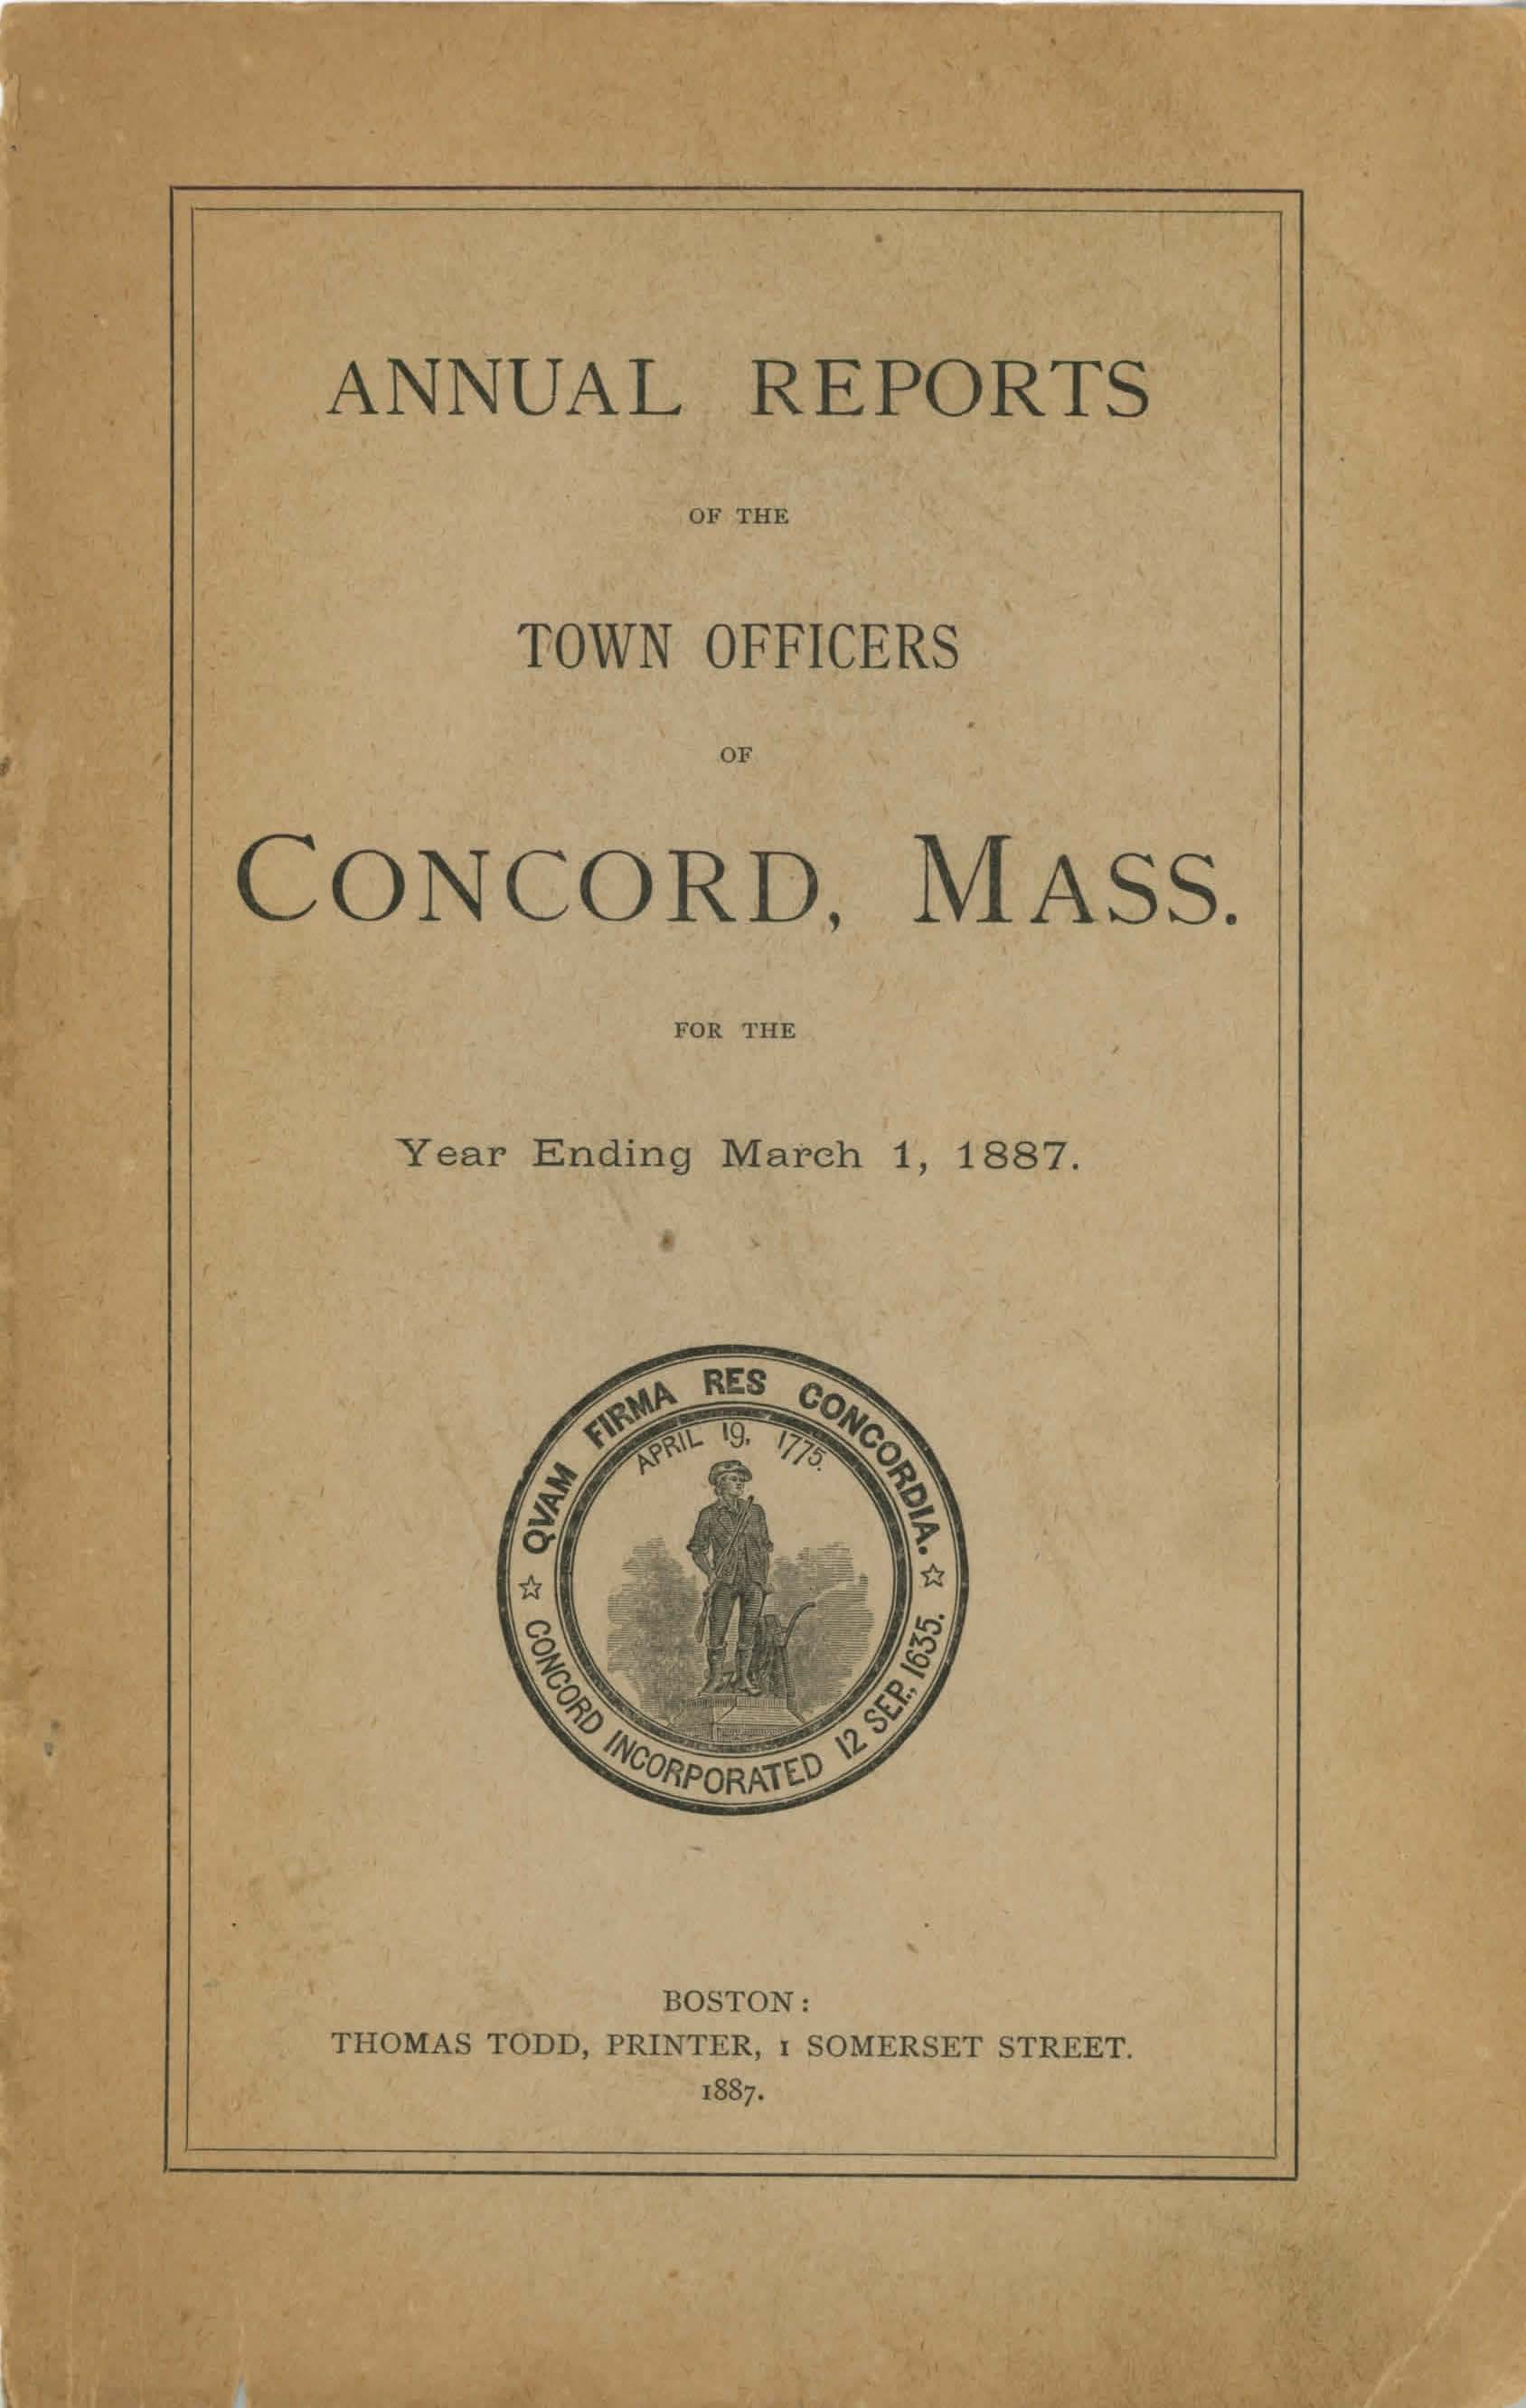 ANNUAL REPORTS
OF THE
TOWN OFFICERS
OF
CONCORD, MASS.
FOR THE
Year Ending March 1, 1887.
QVAM FIRMA RES CONCORDIA.
APRIL 19, 1775.
CONCORD INCORPORATED 12 SEP., 1635.
BOSTON:
THOMAS TODD, PRINTER, 1 SOMERSET STREET.
1887.